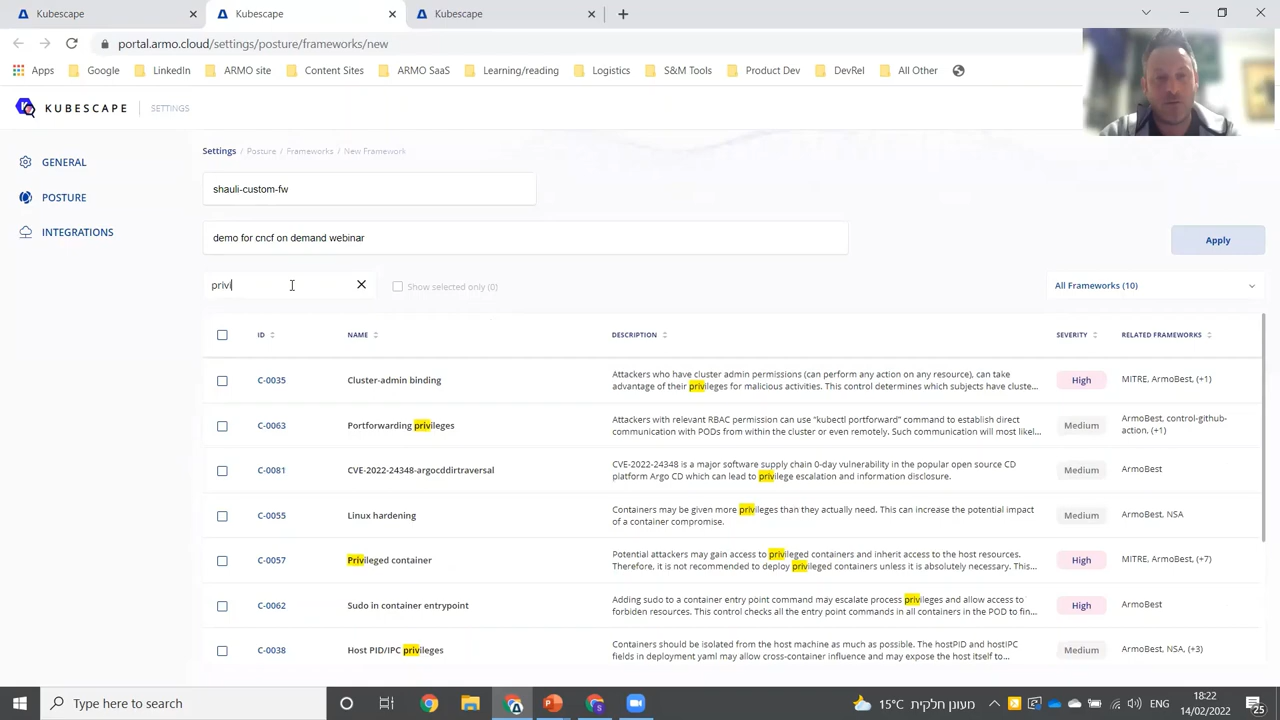 Kubescape
Kubescape
Kubescape
portal.armo.cloud/settings/posture/frameworks/new
Apps Google LinkedIn ARMO site Content Sites ARMO SaaS Learning/reading Logistics S&M Tools Product Dev DevRel All Other
KUBESCAPE SETTINGS
GENERAL
POSTURE
INTEGRATIONS
Settings / Posture / Frameworks / New Framework
shauli-custom-fw
demo for cncf on demand webinar
Apply
privi
Show selected only (0)
All Frameworks (10)
ID NAME DESCRIPTION SEVERITY RELATED FRAMEWORKS
C-0035 Cluster-admin binding Attackers who have cluster admin permissions (can perform any action on any resource), can take High MITRE, ArmoBest, (+1)
advantage of their privileges for malicious activities. This control determines which subjects have cluste...
C-0063 Portforwarding privileges Attackers with relevant RBAC permission can use "kubectl portforward" command to establish direct Medium ArmoBest, control-github-
communication with PODs from within the cluster or even remotely. Such communication will most likel... action, (+1)
C-0081 CVE-2022-24348-argocddirtraversal CVE-2022-24348 is a major software supply chain 0-day vulnerability in the popular open source CD Medium ArmoBest
platform Argo CD which can lead to privilege escalation and information disclosure.
C-0055 Linux hardening Containers may be given more privileges than they actually need. This can increase the potential impact Medium ArmoBest, NSA
of a container compromise.
C-0057 Privileged container Potential attackers may gain access to privileged containers and inherit access to the host resources. High MITRE, ArmoBest, (+7)
Therefore, it is not recommended to deploy privileged containers unless it is absolutely necessary. This...
C-0062 Sudo in container entrypoint Adding sudo to a container entry point command may escalate process privileges and allow access to High ArmoBest
forbidden resources. This control checks all the entry point commands in all containers in the POD to fin...
C-0038 Host PID/IPC privileges Containers should be isolated from the host machine as much as possible. The hostPID and hostIPC Medium ArmoBest, NSA, (+3)
fields in deployment yaml may allow cross-container influence and may expose the host itself to...
Type here to search
15°C מעונן חלקית
ENG
18:22
14/02/2022
25